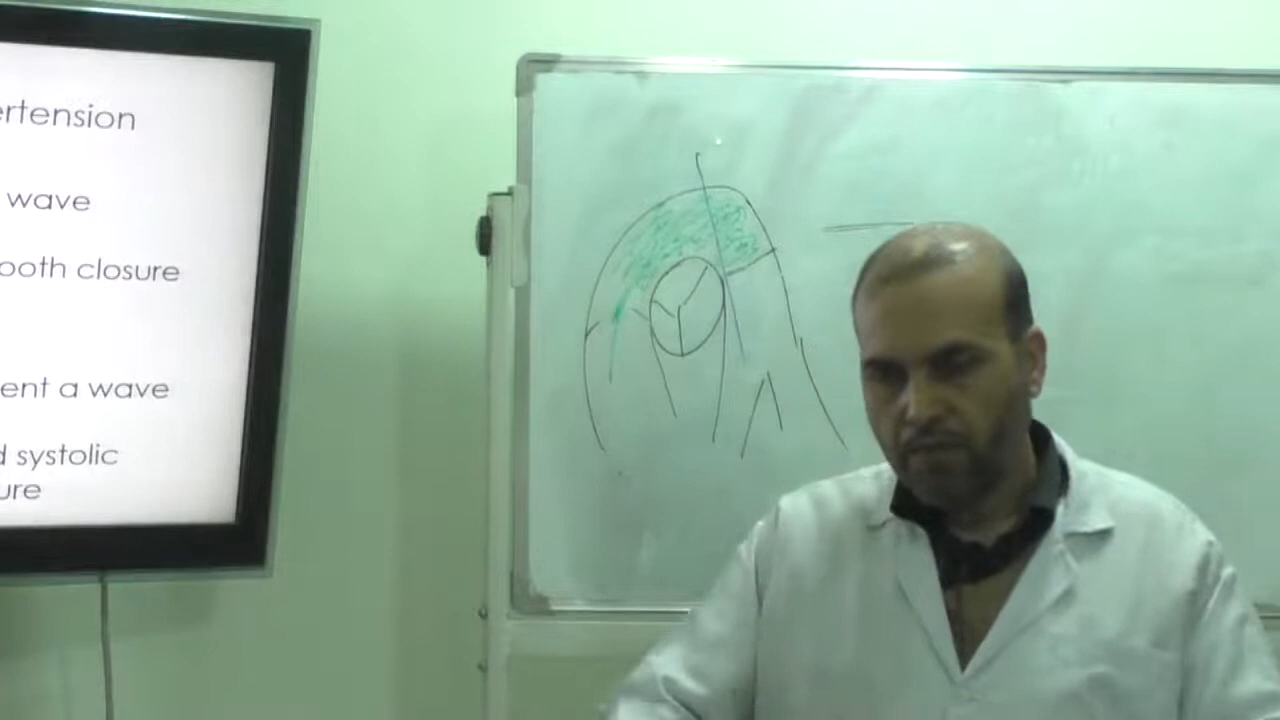 ertension
wave
ooth closure
ent a wave
d systolic
ure